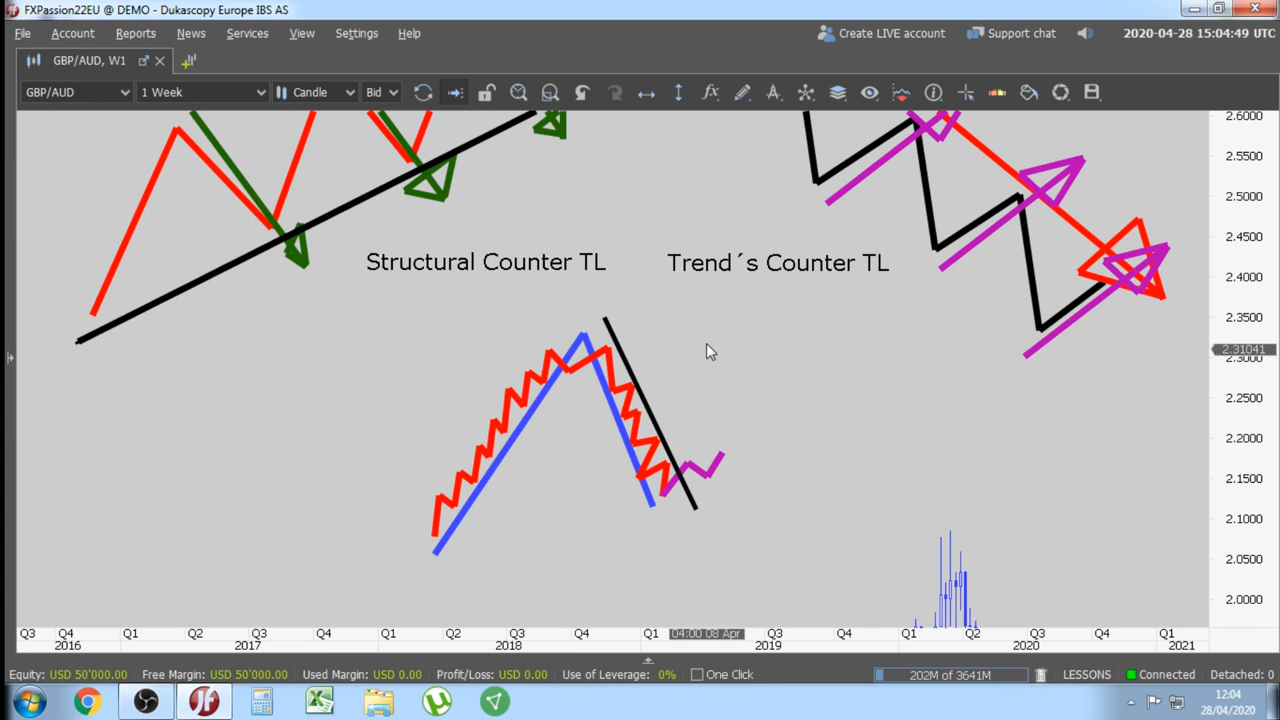 FXPassion22EU @ DEMO - Dukascopy Europe IBS AS
File Account Reports News Services View Settings Help
Create LIVE account Support chat 2020-04-28 15:04:49 UTC
GBP/AUD, W1
GBP/AUD 1 Week Candle Bid
2.6000
2.5500
2.5000
2.4500
Structural Counter TL Trend´s Counter TL
2.4000
2.3500
2.31041
2.3000
2.2500
2.2000
2.1500
2.1000
2.0500
2.0000
Q3 Q4 Q1 Q2 Q3 Q4 Q1 Q2 Q3 Q4 Q1 04:00 08 Apr Q3 Q4 Q1 Q2 Q3 Q4 Q1
2016 2017 2018 2019 2020 2021
Equity: USD 50'000.00 Free Margin: USD 50'000.00 Used Margin: USD 0.00 Profit/Loss: USD 0.00 Use of Leverage: 0% One Click 202M of 3641M LESSONS Connected Detached: 0
12:04
28/04/2020